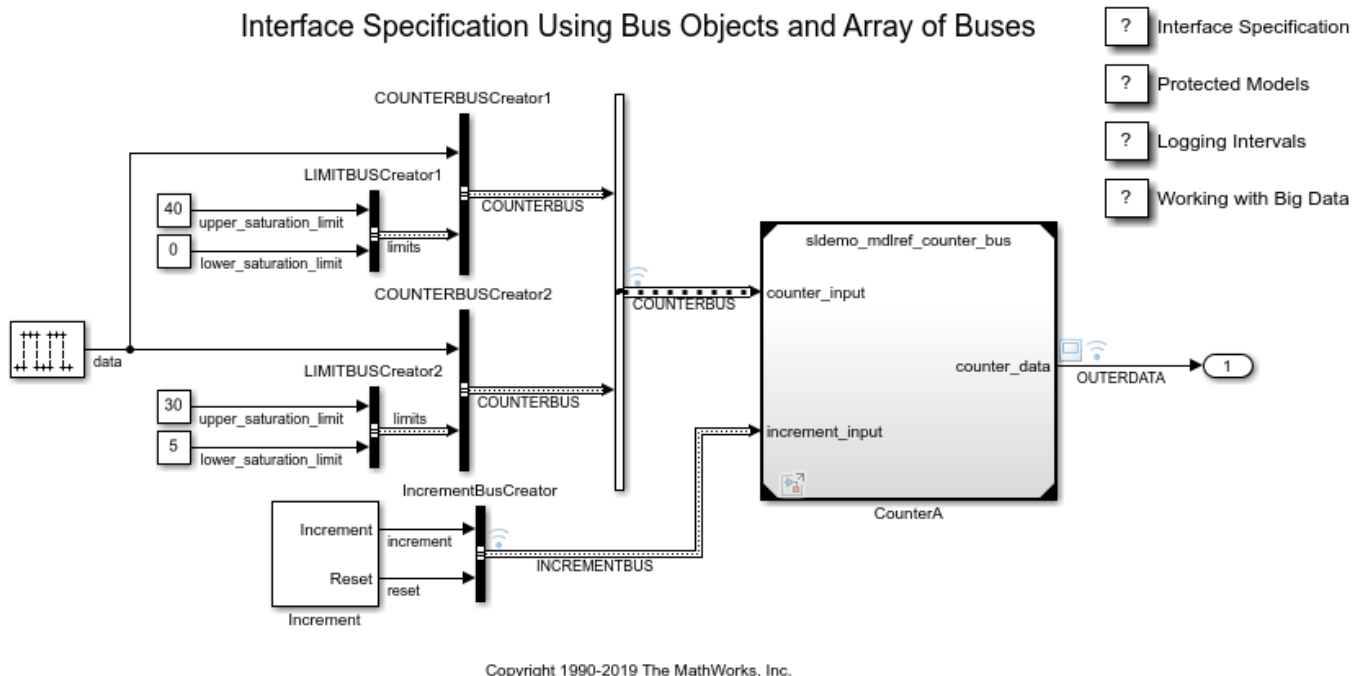 Interface Specification Using Bus Objects and Array of Buses
? Interface Specification
? Protected Models
? Logging Intervals
? Working with Big Data
COUNTERBUSCreator1
LIMITBUSCreator1
40
upper_saturation_limit
0
lower_saturation_limit
limits
COUNTERBUS
COUNTERBUSCreator2
data
LIMITBUSCreator2
30
upper_saturation_limit
5
lower_saturation_limit
limits
COUNTERBUS
COUNTERBUS
IncrementBusCreator
Increment
increment
Reset
reset
Increment
INCREMENTBUS
sldemo_mdlref_counter_bus
counter_input
counter_data
increment_input
CounterA
OUTERDATA
1
Copyright 1990-2019 The MathWorks, Inc.